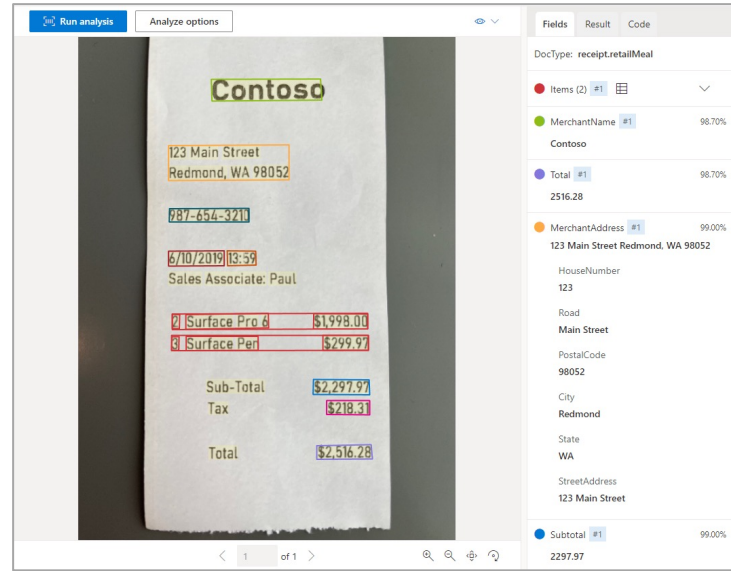 Run analysis
Analyze options
Contoso
123 Main Street
Redmond, WA 98052
987-654-3210
6/10/2019 13:59
Sales Associate: Paul
2 Surface Pro 6 $1,998.00
3 Surface Pen $299.97
Sub-Total $2,297.97
Tax $218.31
Total $2,516.28
1 of 1
Fields Result Code
DocType: receipt.retailMeal
Items (2) #1
MerchantName #1 98.70%
Contoso
Total #1 98.70%
2516.28
MerchantAddress #1 99.00%
123 Main Street Redmond, WA 98052
HouseNumber
123
Road
Main Street
PostalCode
98052
City
Redmond
State
WA
StreetAddress
123 Main Street
Subtotal #1 99.00%
2297.97